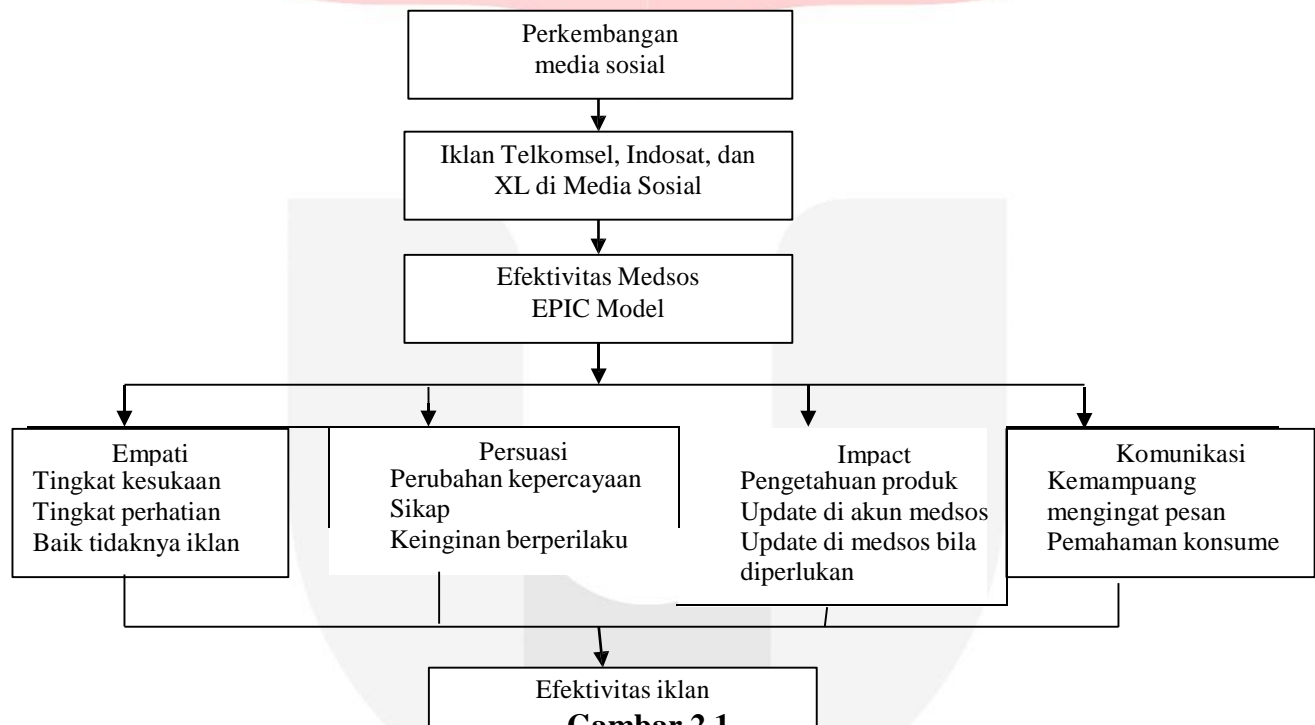 Perkembangan
media sosial
Iklan Telkomsel, Indosat, dan
XL di Media Sosial
Efektivitas Medsos
EPIC Model
Empati
Tingkat kesukaan
Tingkat perhatian
Baik tidaknya iklan
Persuasi
Perubahan kepercayaan
Sikap
Keinginan berperilaku
Impact
Pengetahuan produk
Update di akun medsos
Update di medsos bila
diperlukan
Komunikasi
Kemampuang
mengingat pesan
Pemahaman konsume
Efektivitas iklan
Gambar 2.1